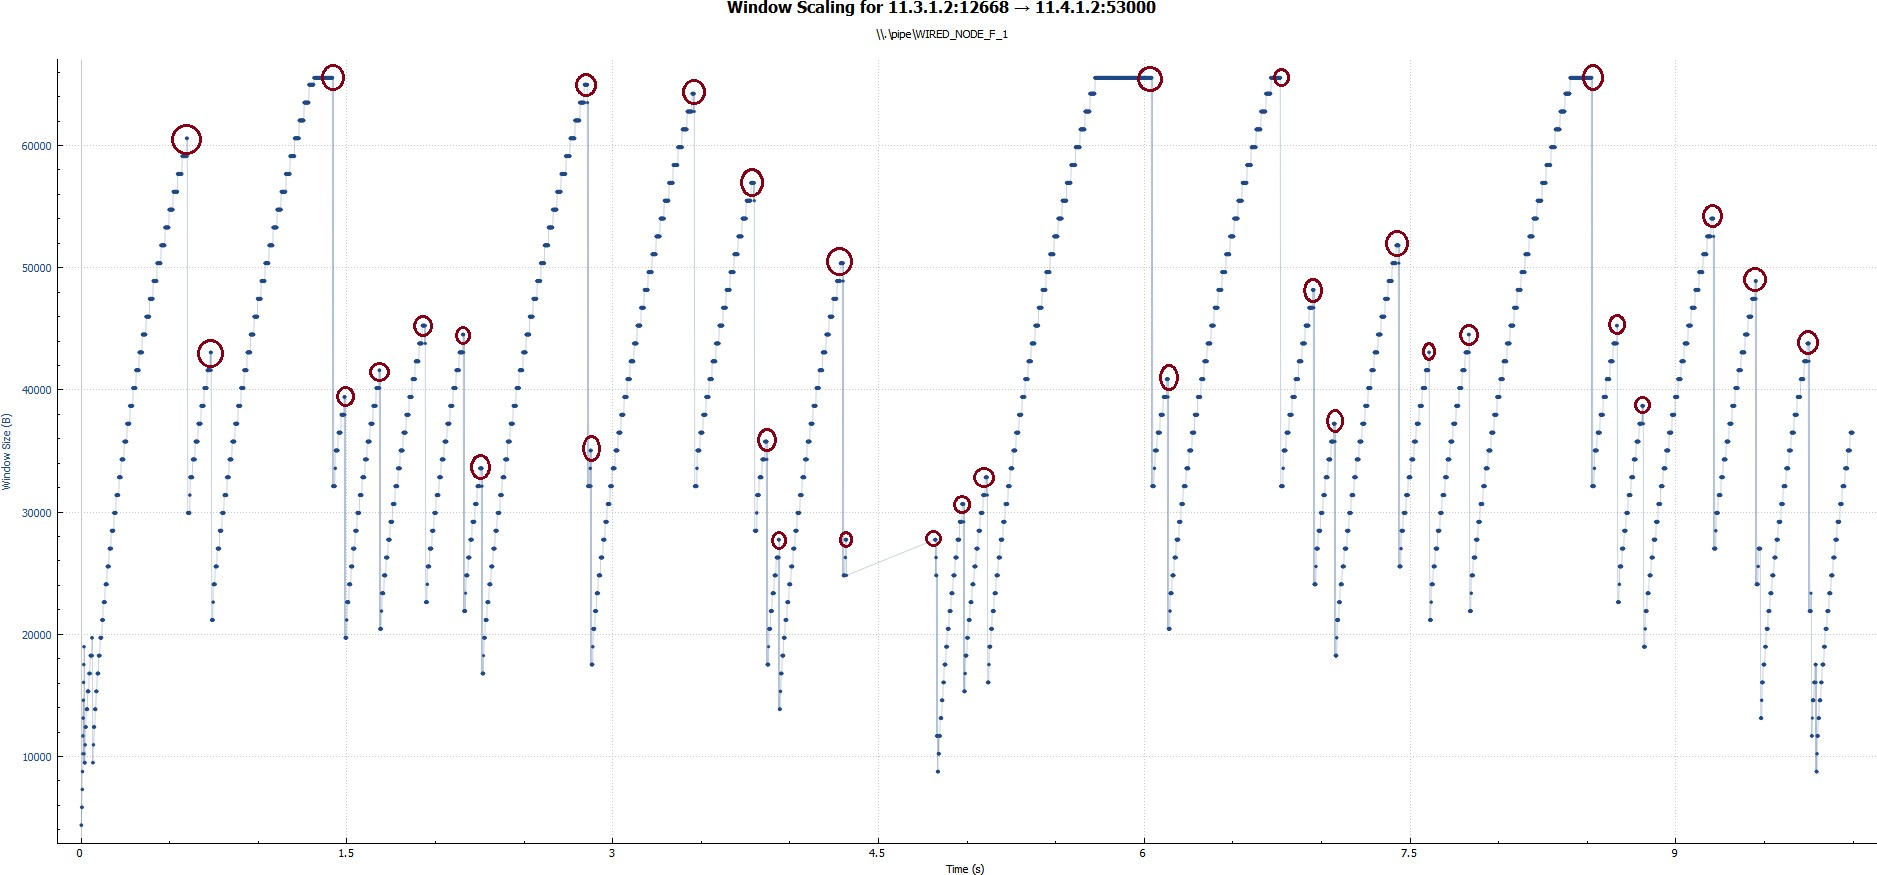 Window Scaling for 11.3.1.2:12668 → 11.4.1.2:53000
\\.\pipe\WIRED_NODE_F_1
60000
50000
40000
30000
20000
10000
Window Size (B)
0 1.5 3 4.5 6 7.5 9
Time (s)